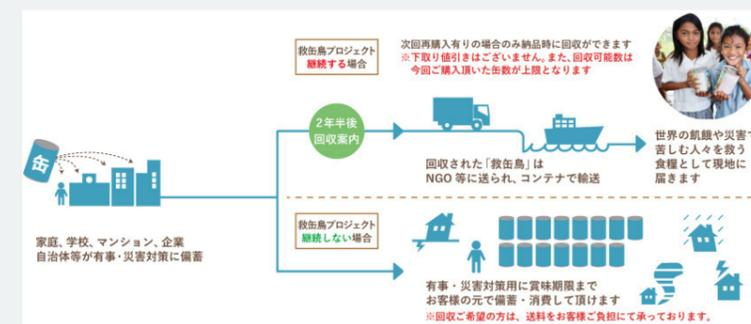 救缶鳥プロジェクト
継続する場合
次回再購入有りの場合のみ納品時に回収ができます
※下取り値引きはございません。また、回収可能数は
今回ご購入頂いた缶数が上限となります
2年半後
回収案内
缶
回収された「救缶鳥」は
NGO 等に送られ、コンテナで輸送
世界の飢餓や災害で
苦しむ人々を救う
食糧として現地に
届きます
家庭、学校、マンション、企業
自治体等が有事・災害対策に備蓄
救缶鳥プロジェクト
継続しない場合
有事・災害対策用に賞味期限まで
お客様の元で備蓄・消費して頂けます
※回収ご希望の方は、送料をお客様ご負担にて承っております。